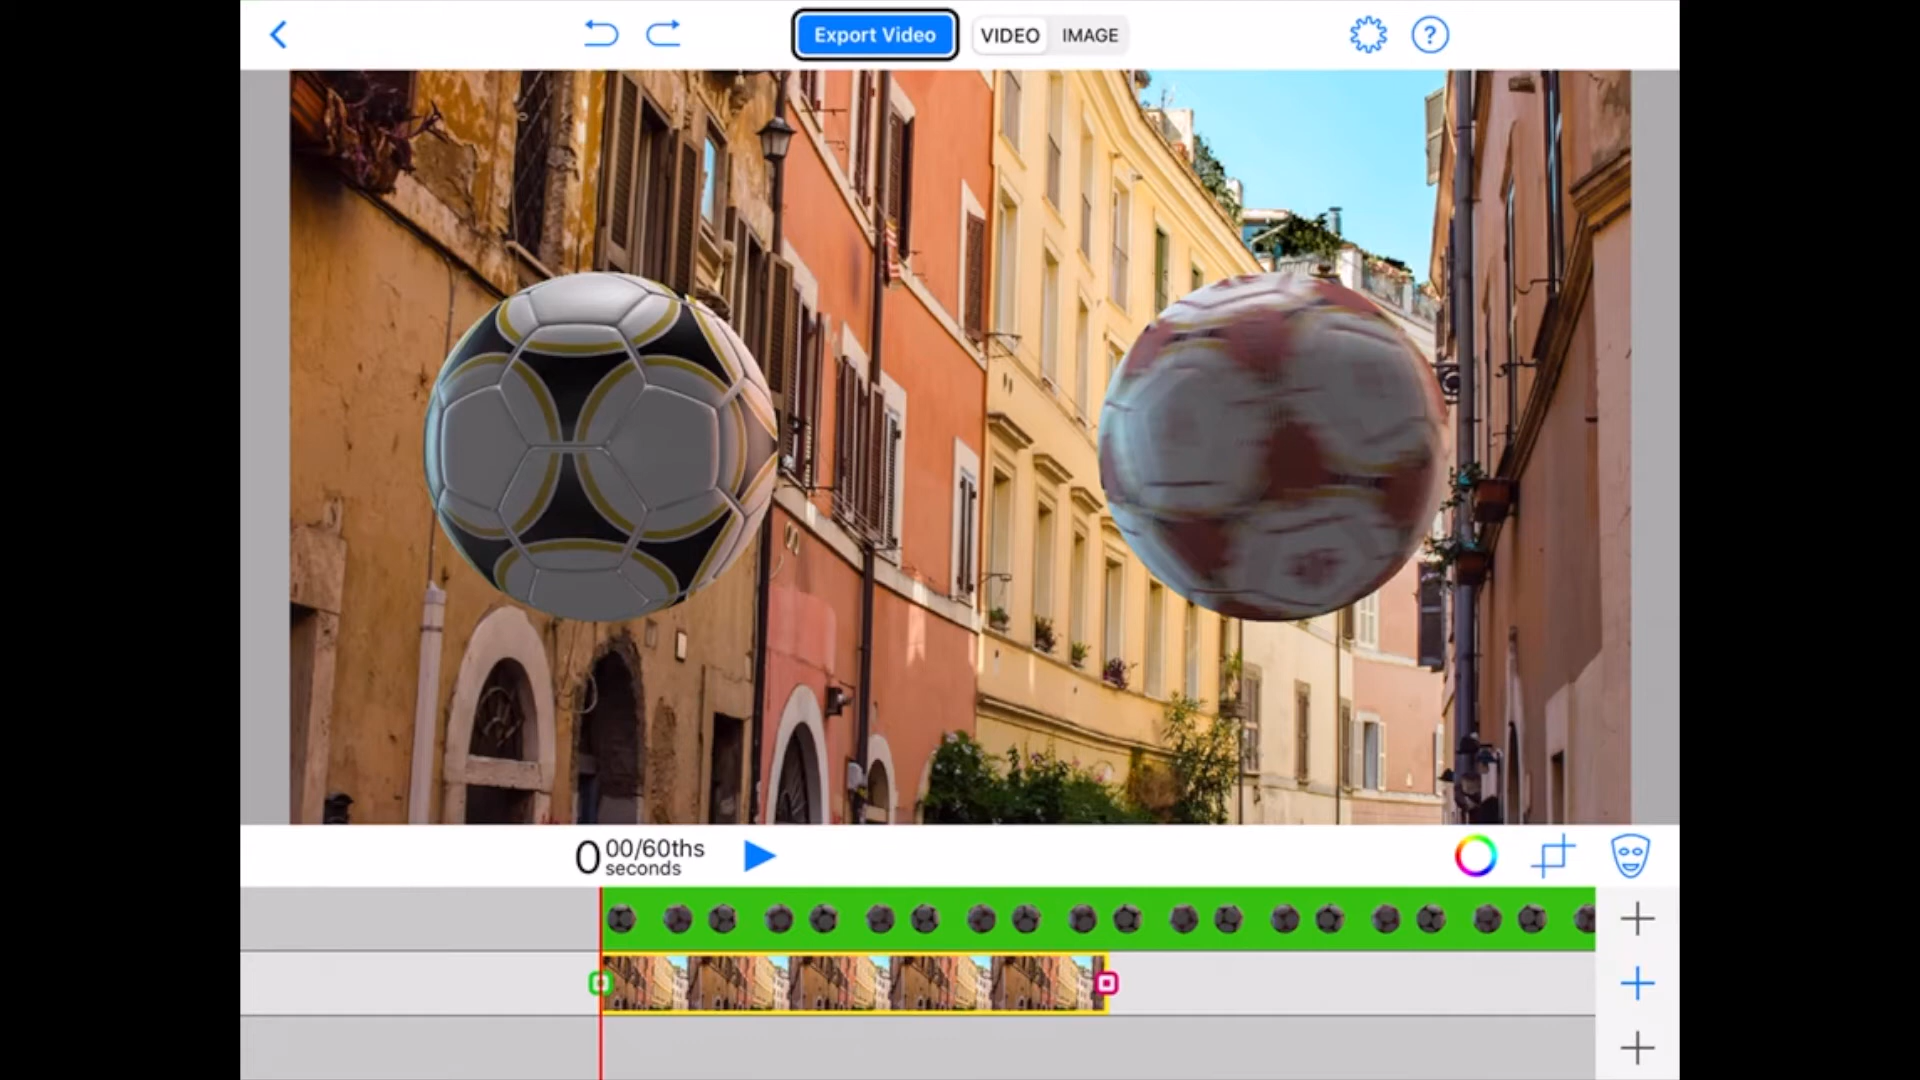 Export Video
VIDEO
IMAGE
?
0 00/60ths
seconds